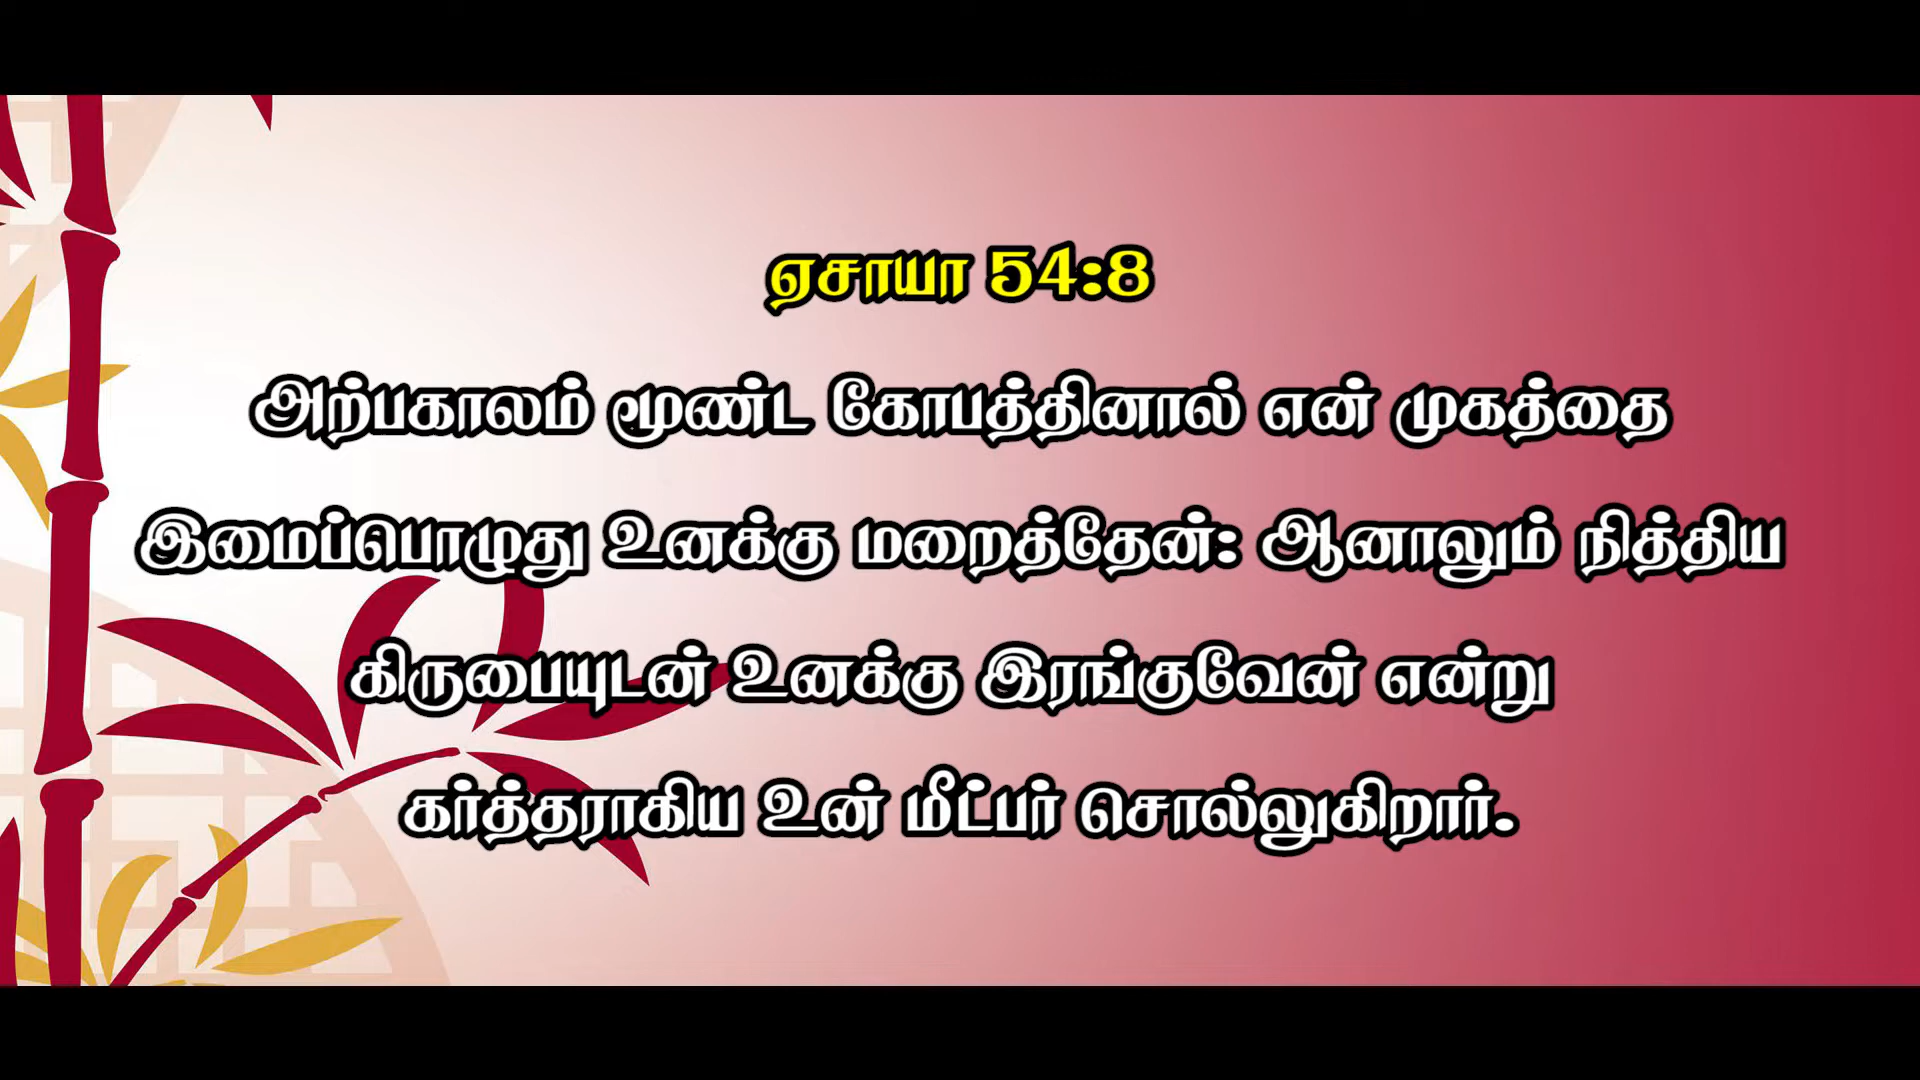 ஏசாயா 54:8
அற்பகாலம் மூண்ட கோபத்தினால் என் முகத்தை
இமைப்பொழுது உனக்கு மறைத்தேன்: ஆனாலும் நித்திய
கிருபையுடன் உனக்கு இரங்குவேன் என்று
கர்த்தராகிய உன் மீட்பர் சொல்லுகிறார்.